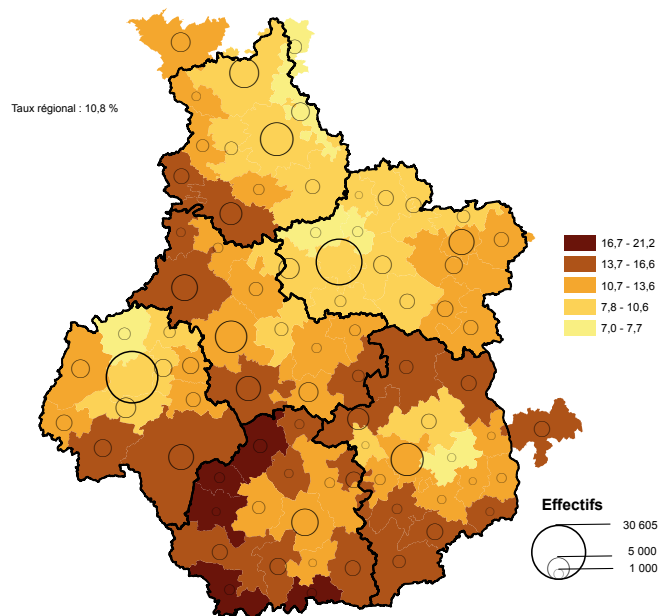 Taux régional : 10,8 %
16,7 - 21,2
13,7 - 16,6
10,7 - 13,6
7,8 - 10,6
7,0 - 7,7
Effectifs
30 605
5 000
1 000